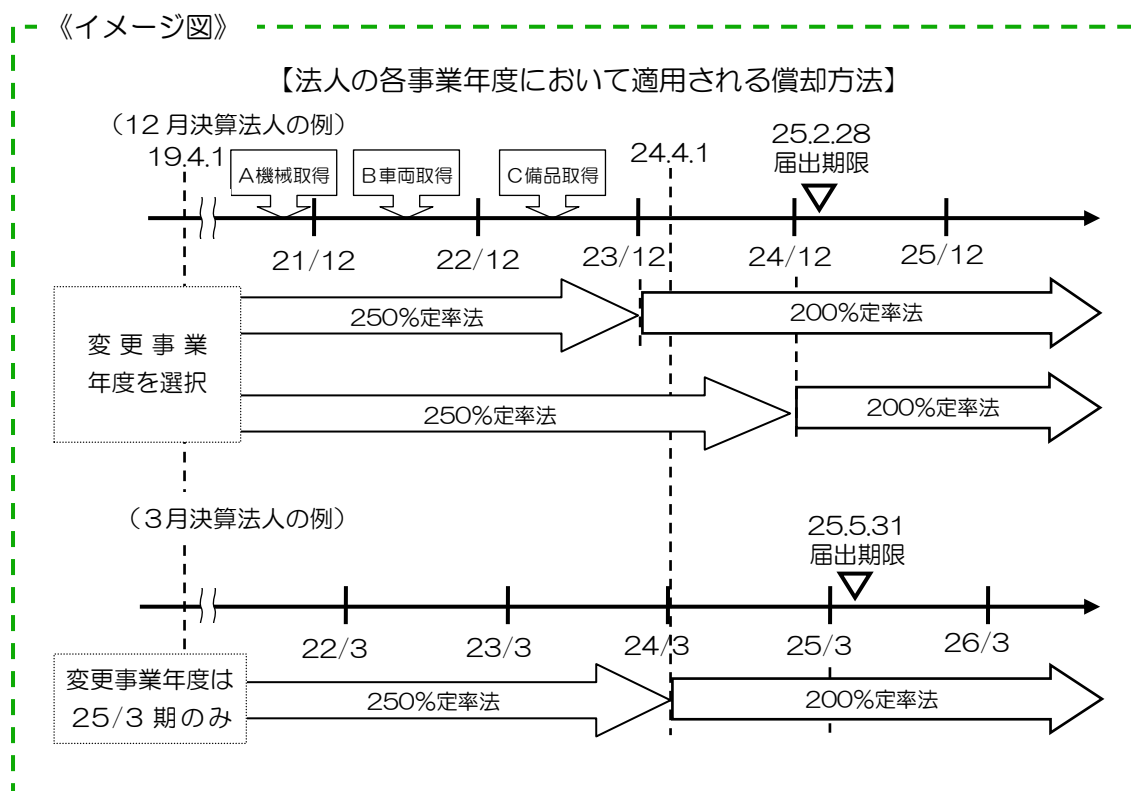 《イメージ図》
【法人の各事業年度において適用される償却方法】
(12月決算法人の例)
19.4.1
A機械取得
B車両取得
C備品取得
24.4.1
25.2.28
届出期限
21/12
22/12
23/12
24/12
25/12
変更事業
年度を選択
250%定率法
200%定率法
250%定率法
200%定率法
(3月決算法人の例)
25.5.31
届出期限
22/3
23/3
24/3
25/3
26/3
変更事業年度は
25/3期のみ
250%定率法
200%定率法